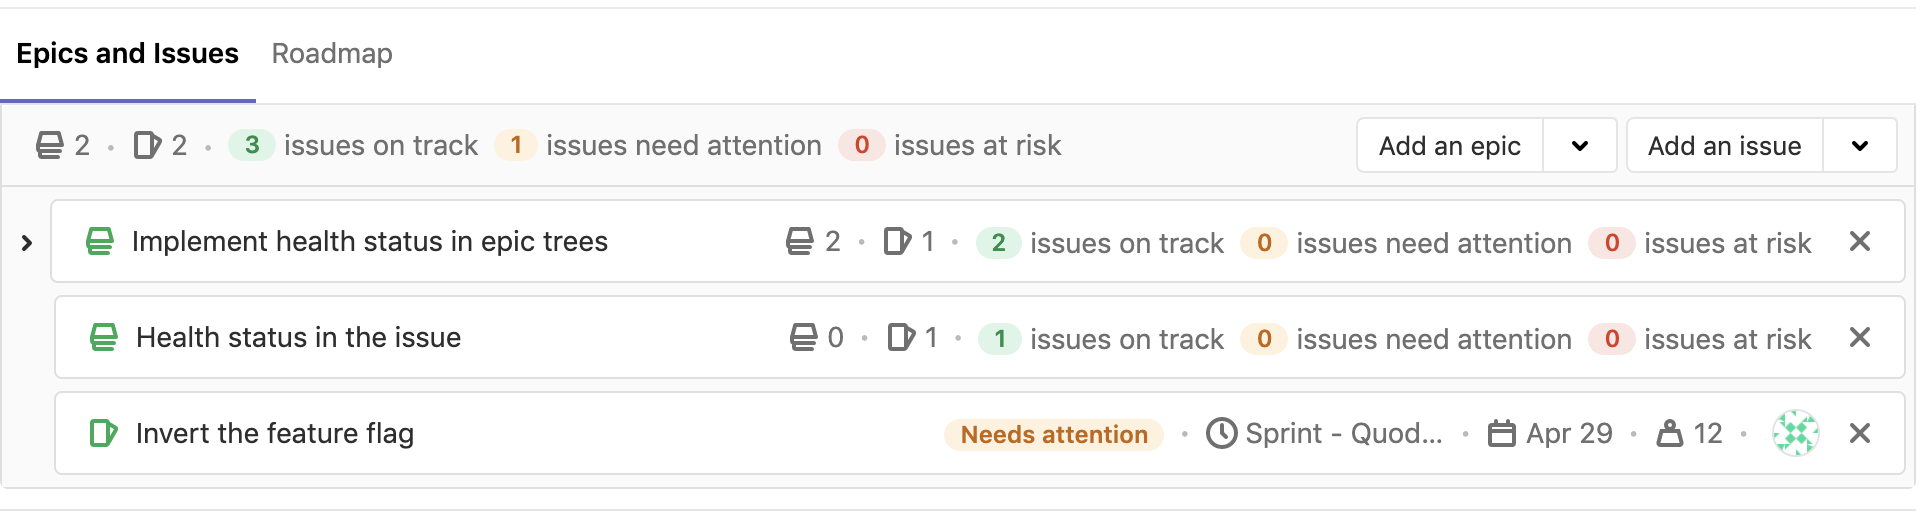 Epics and Issues Roadmap
2 • 2 • 3 issues on track 1 issues need attention 0 issues at risk Add an epic Add an issue
Implement health status in epic trees 2 • 1 • 2 issues on track 0 issues need attention 0 issues at risk
Health status in the issue 0 • 1 • 1 issues on track 0 issues need attention 0 issues at risk
Invert the feature flag Needs attention • Sprint - Quod... • Apr 29 • 12 •